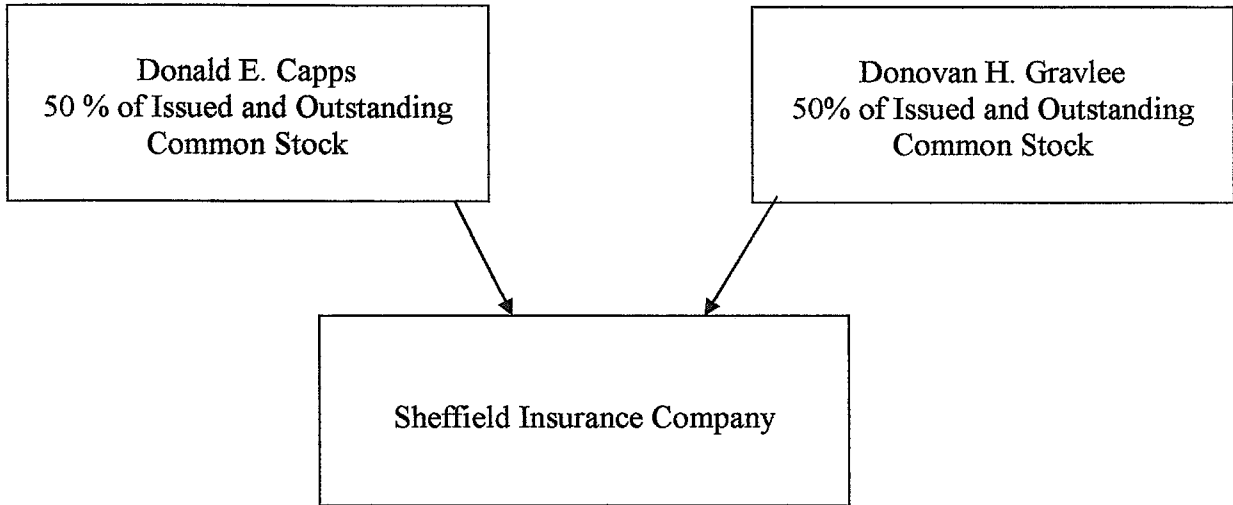 Donald E. Capps
50 % of Issued and Outstanding
Common Stock
Donovan H. Gravlee
50% of Issued and Outstanding
Common Stock
Sheffield Insurance Company